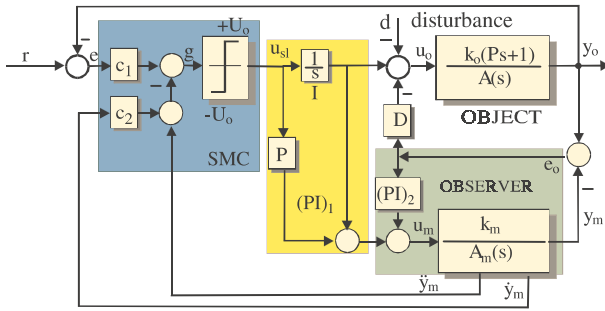 +Uₒ
d
disturbance
r
e
c₁
g
uₛₗ
1/s
I
uₒ
kₒ(Ps+1)
A(s)
yₒ
c₂
-Uₒ
D
OBJECT
P
SMC
eₒ
(PI)₁
(PI)₂
OBSERVER
uₘ
kₘ
Aₘ(s)
yₘ
ÿₘ
ẏₘ